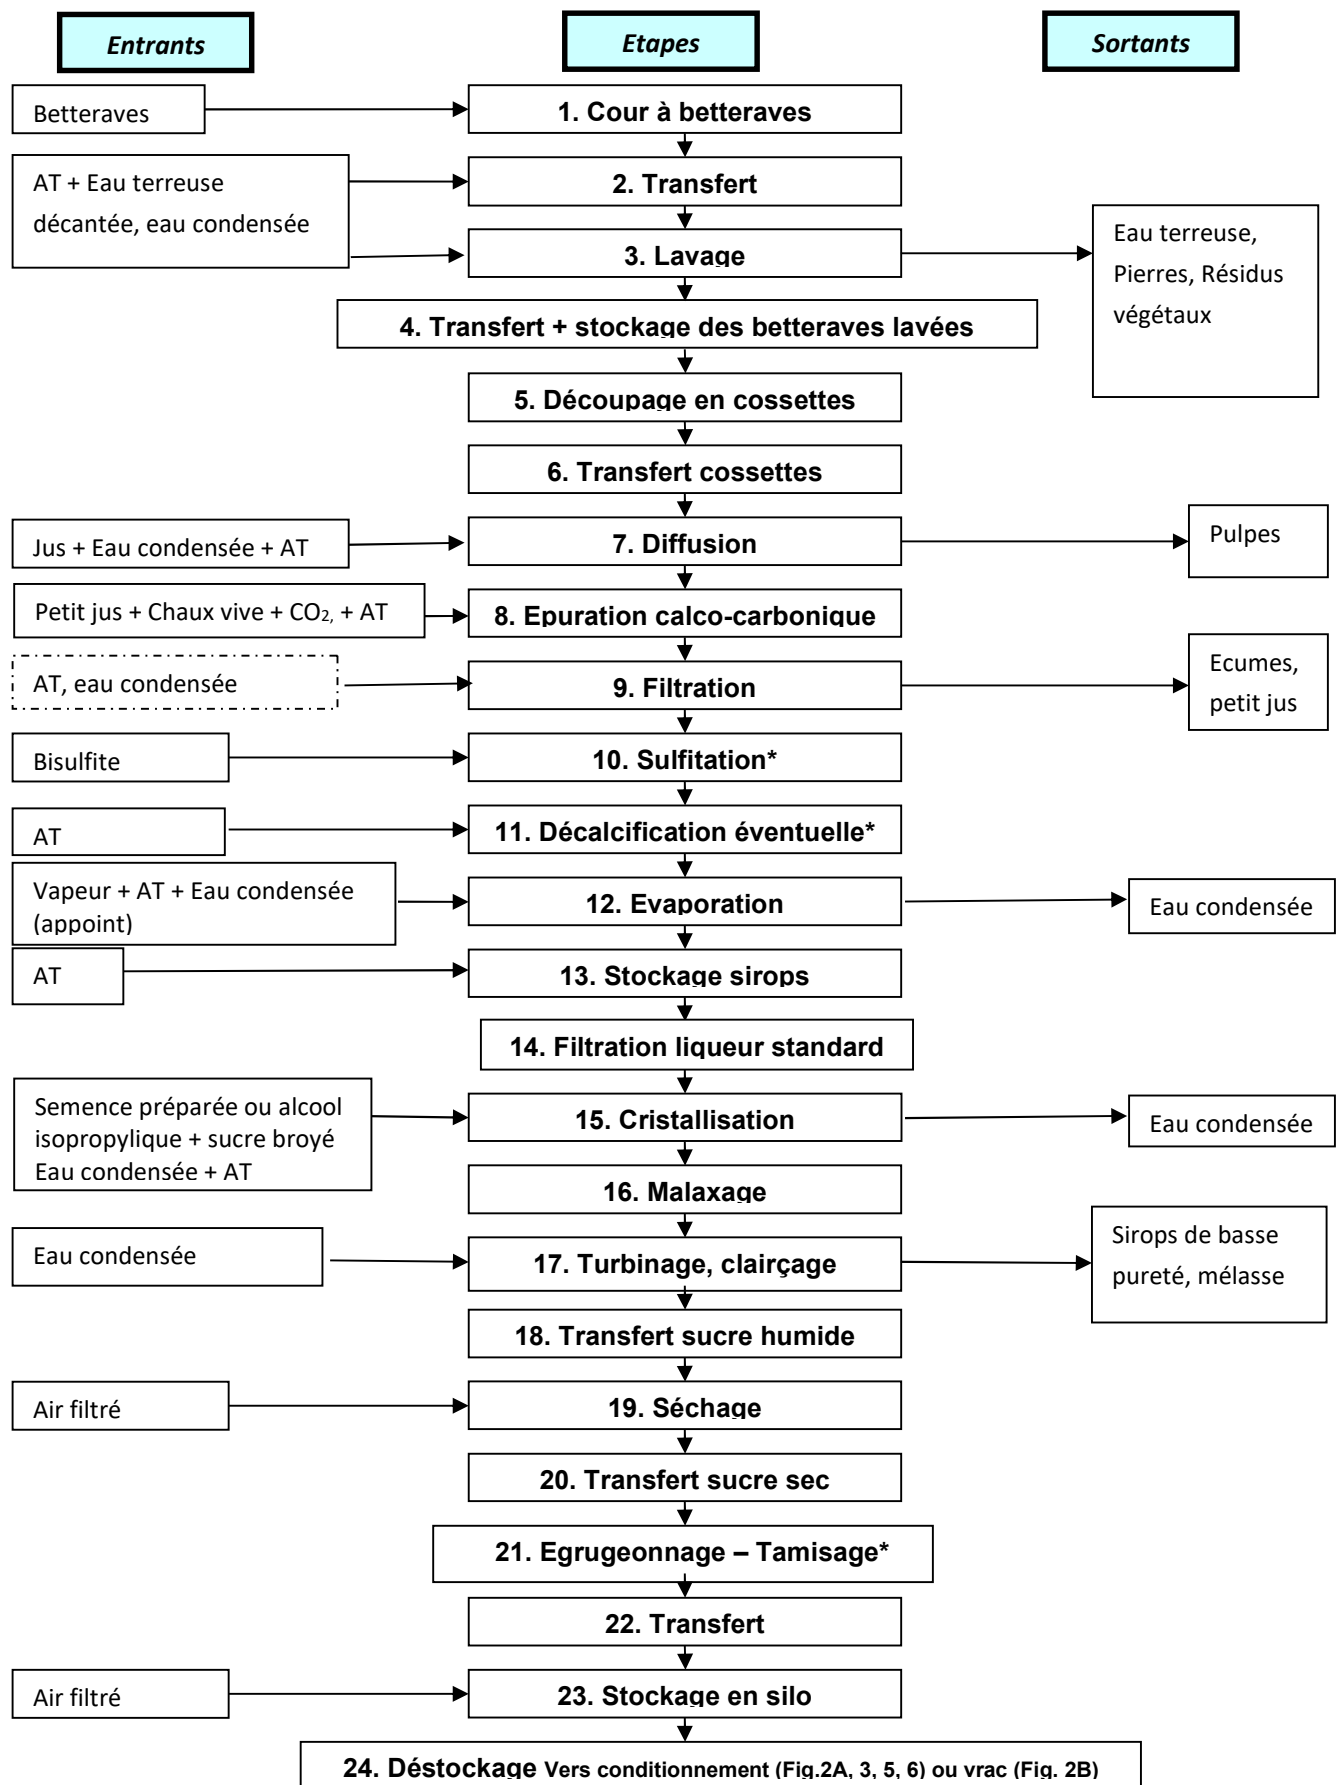 Entrants
Etapes
Sortants
Betteraves
1. Cour à betteraves
AT + Eau terreuse
décantée, eau condensée
2. Transfert
3. Lavage
Eau terreuse,
Pierres, Résidus
végétaux
4. Transfert + stockage des betteraves lavées
5. Découpage en cossettes
6. Transfert cossettes
Jus + Eau condensée + AT
7. Diffusion
Pulpes
Petit jus + Chaux vive + CO2, + AT
8. Epuration calco-carbonique
AT, eau condensée
9. Filtration
Ecumes,
petit jus
Bisulfite
10. Sulfitation*
AT
11. Décalcification éventuelle*
Vapeur + AT + Eau condensée
(appoint)
12. Evaporation
Eau condensée
AT
13. Stockage sirops
14. Filtration liqueur standard
Semence préparée ou alcool
isopropylique + sucre broyé
Eau condensée + AT
15. Cristallisation
Eau condensée
16. Malaxage
Eau condensée
17. Turbinage, clairçage
Sirops de basse
pureté, mélasse
18. Transfert sucre humide
Air filtré
19. Séchage
20. Transfert sucre sec
21. Egrugeonnage – Tamisage*
22. Transfert
Air filtré
23. Stockage en silo
24. Déstockage Vers conditionnement (Fig.2A, 3, 5, 6) ou vrac (Fig. 2B)